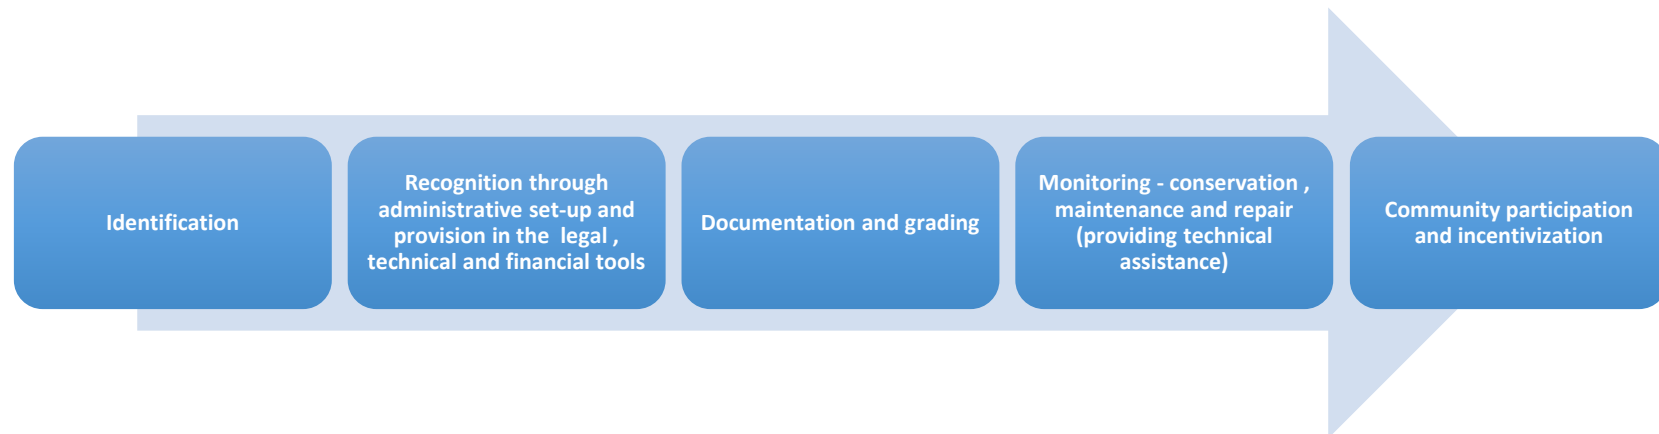 Identification
Recognition through
administrative set-up and
provision in the  legal ,
technical and financial tools
Documentation and grading
Monitoring - conservation ,
maintenance and repair
(providing technical
assistance)
Community participation
and incentivization